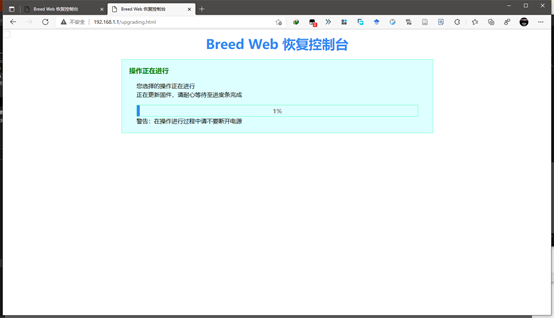 Breed Web 恢复控制台
Breed Web 恢复控制台
不安全
192.168.1.1/upgrading.html
Breed Web 恢复控制台
操作正在进行
您选择的操作正在进行
正在更新固件，请耐心等待至进度条完成
1%
警告：在操作进行过程中请不要断开电源